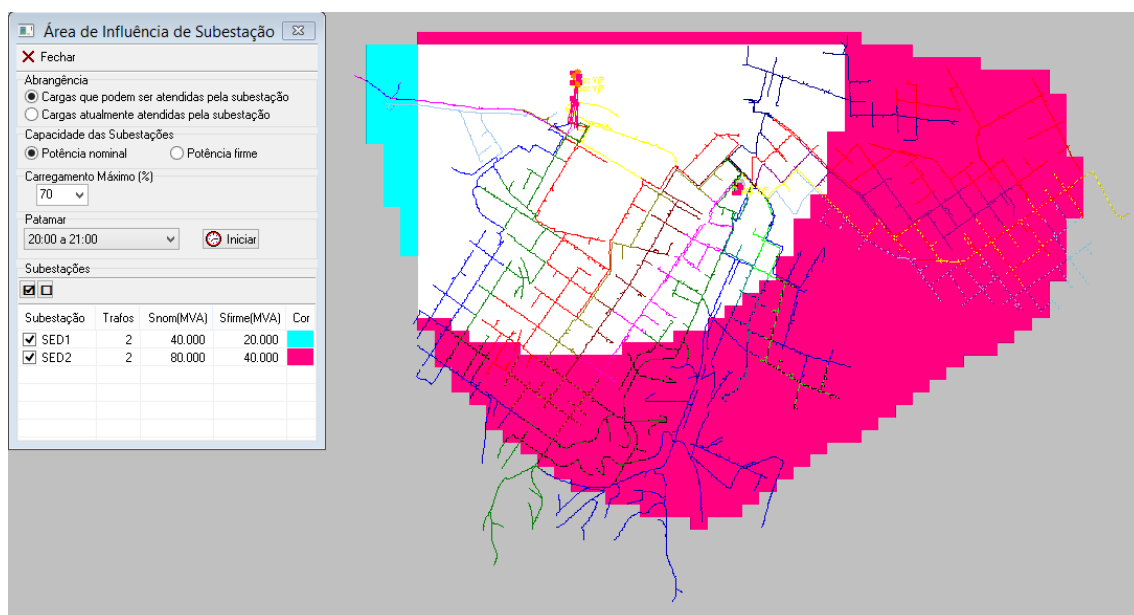 Área de Influência de Subestação
Fechar
Abrangência
Cargas que podem ser atendidas pela subestação
Cargas atualmente atendidas pela subestação
Capacidade das Subestações
Potência nominal Potência firme
Carregamento Máximo (%)
70
Patamar
20:00 a 21:00 Iniciar
Subestações
Subestação Trafos Snom(MVA) Sfirme(MVA) Cor
SED1 2 40.000 20.000
SED2 2 80.000 40.000